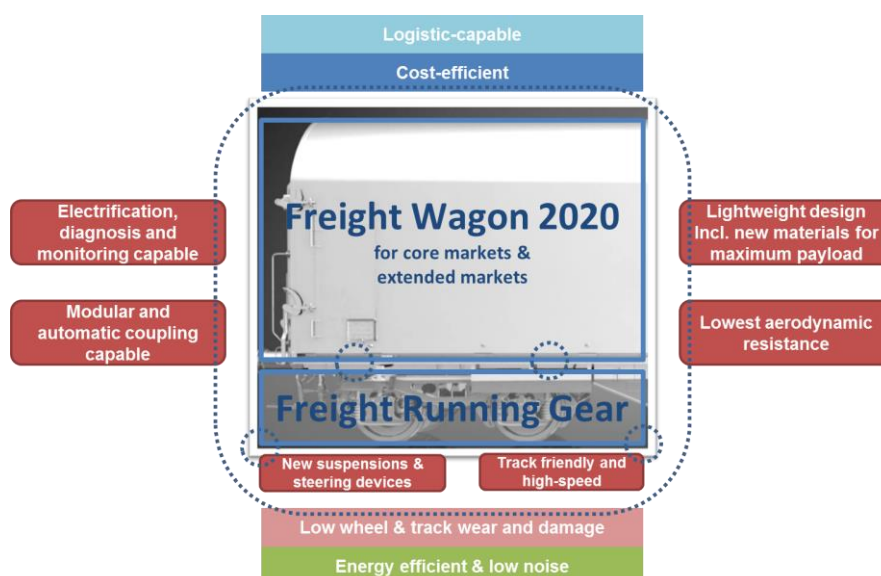 Logistic-capable
Cost-efficient
Electrification,
diagnosis and
monitoring capable
Modular and
automatic coupling
capable
Freight Wagon 2020
for core markets &
extended markets
Lightweight design
Incl. new materials for
maximum payload
Lowest aerodynamic
resistance
Freight Running Gear
New suspensions &
steering devices
Track friendly and
high-speed
Low wheel & track wear and damage
Energy efficient & low noise